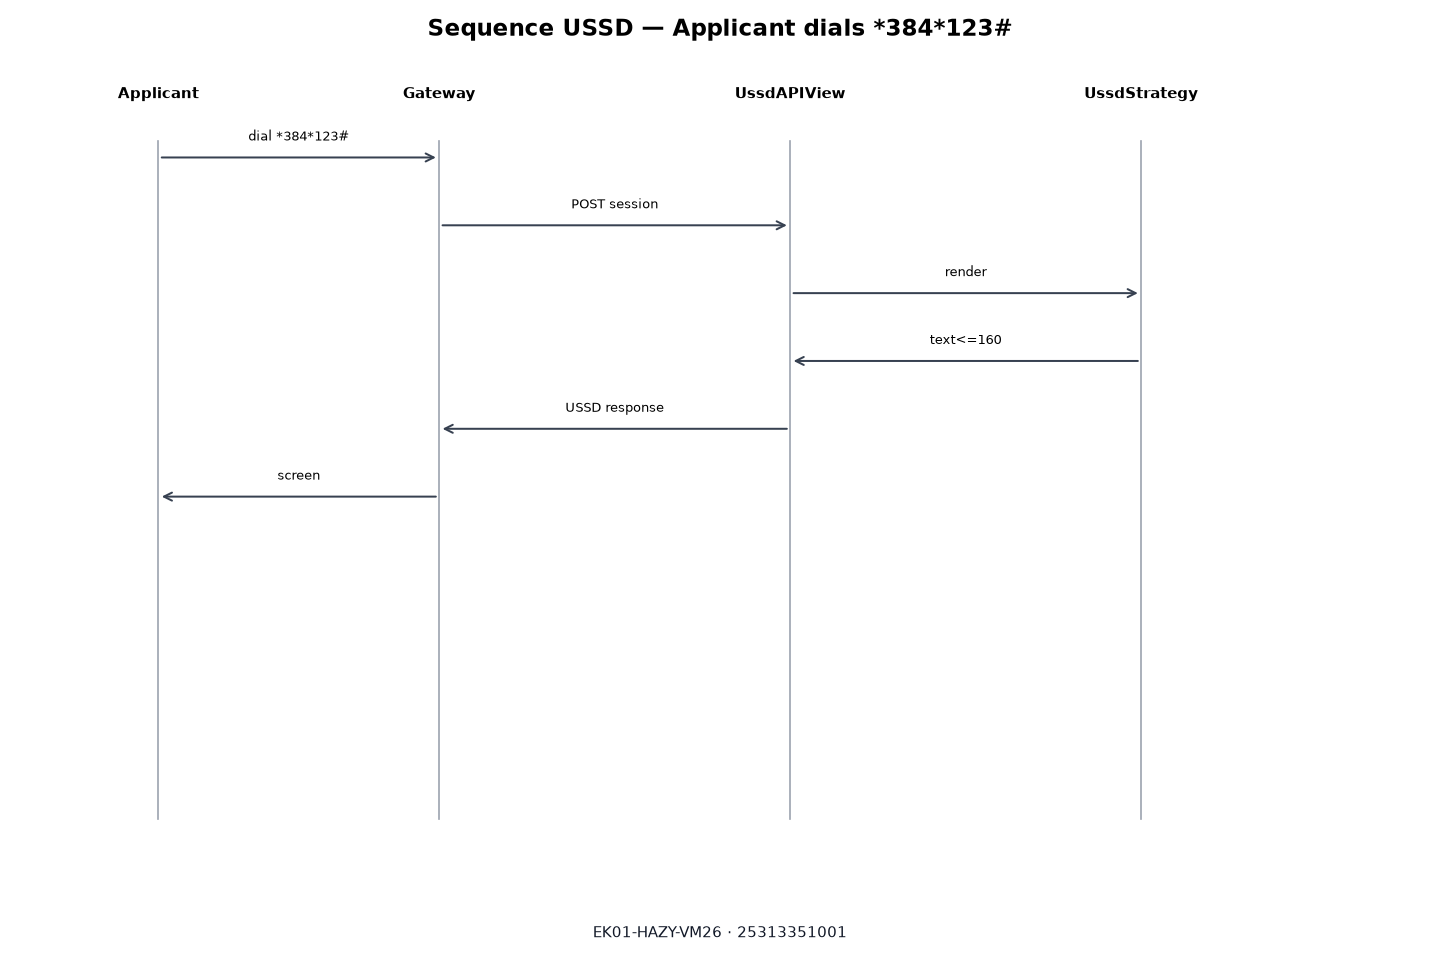 Sequence USSD — Applicant dials *384*123#
Applicant Gateway UssdAPIView UssdStrategy
dial *384*123#
POST session
render
text<=160
USSD response
screen
EK01-HAZY-VM26 · 25313351001